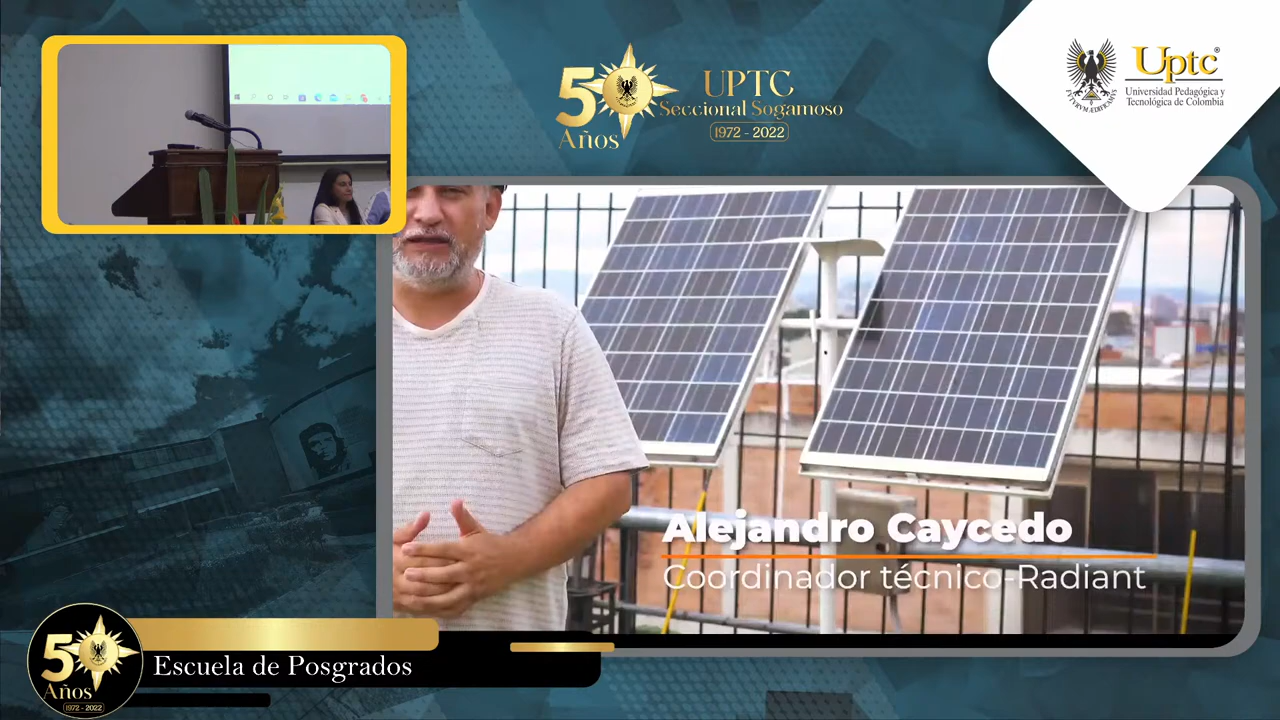 50
Años
UPTC
Seccional Sogamoso
1972 - 2022
Uptc®
Universidad Pedagógica y
Tecnológica de Colombia
Alejandro Caycedo
Coordinador técnico-Radiant
50
Años
1972 - 2022
Escuela de Posgrados